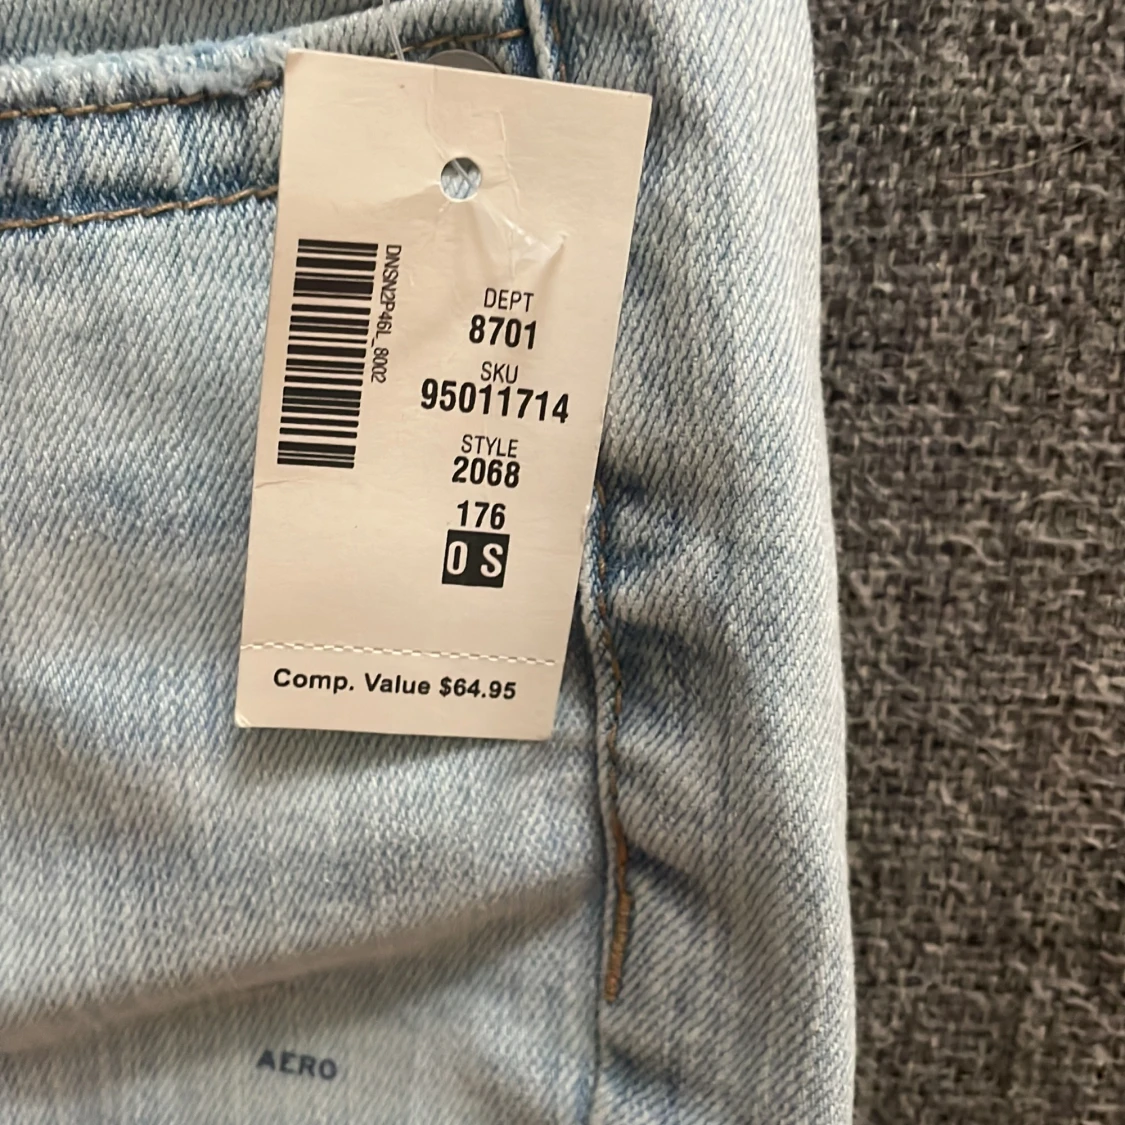 DNSN2P46L_8002
DEPT
8701
SKU
95011714
STYLE
2068
176
0 S
Comp. Value $64.95
AERO